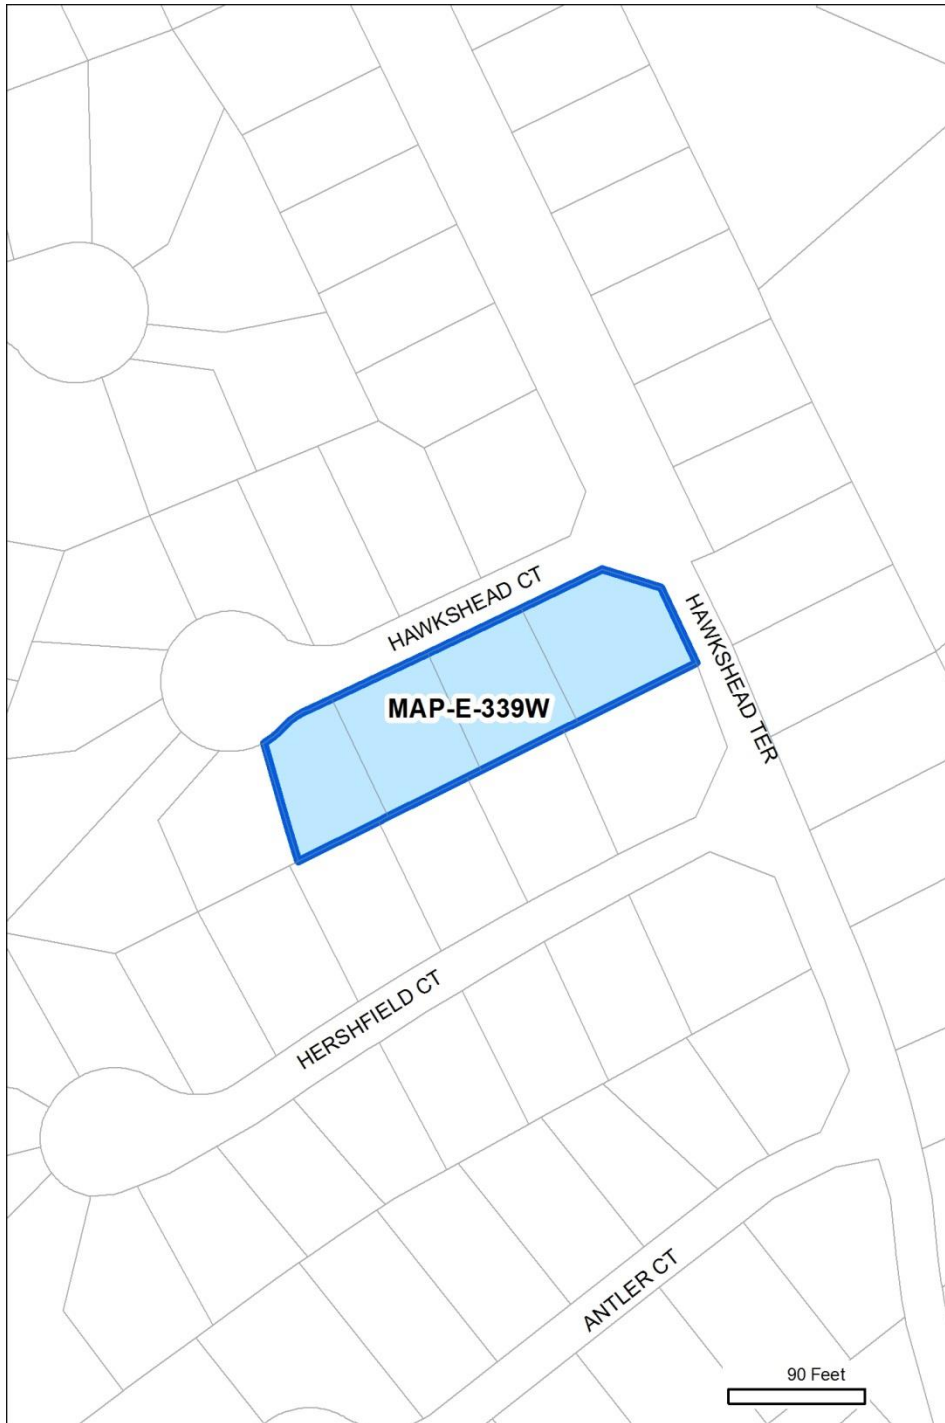 HAWKSHEAD CT
HAWKSHEAD TER
MAP-E-339W
HERSHFIELD CT
ANTLER CT
90 Feet